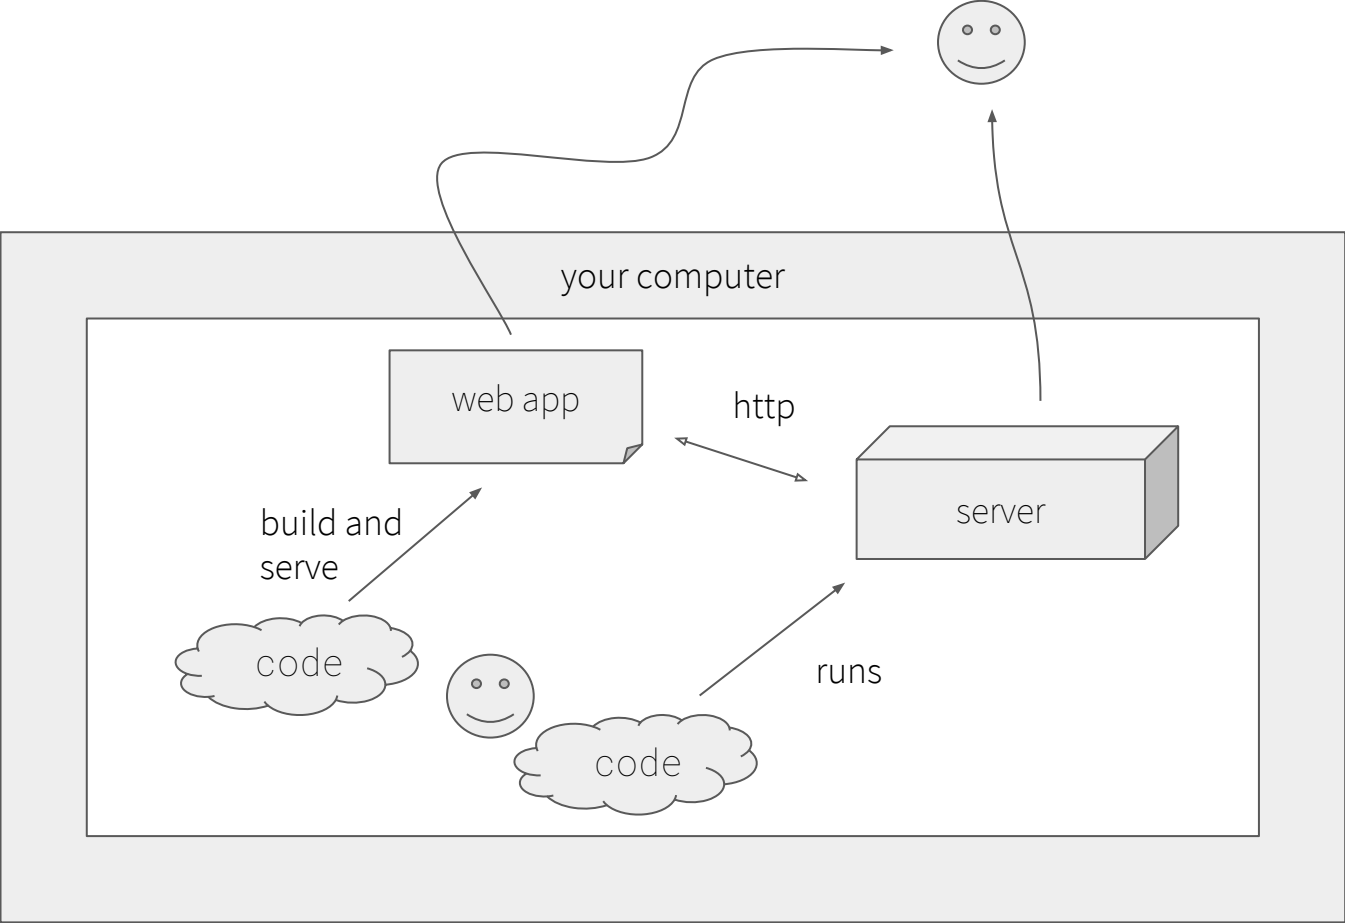 your computer
web app
http
server
build and
serve
code
runs
code